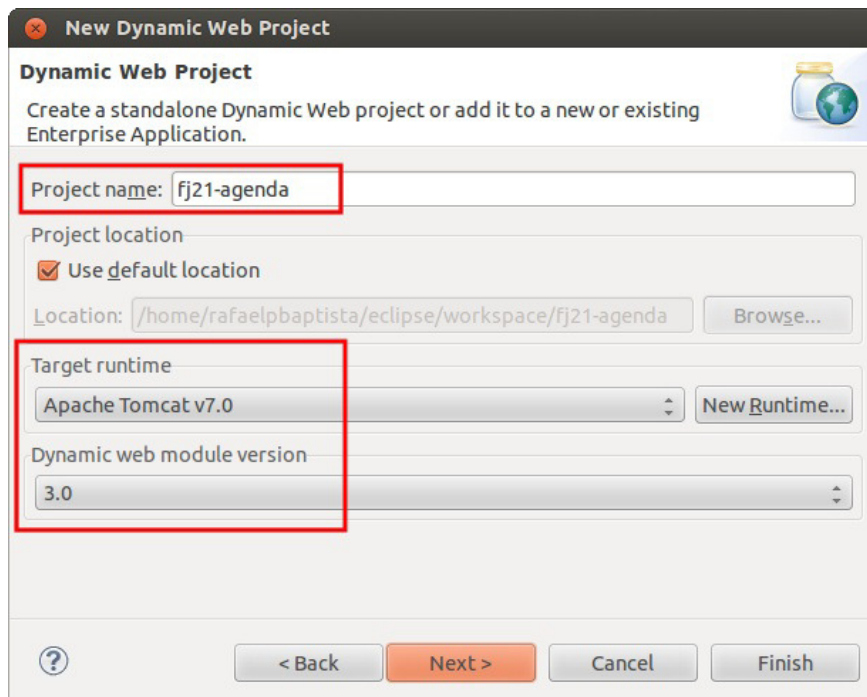 New Dynamic Web Project
Dynamic Web Project
Create a standalone Dynamic Web project or add it to a new or existing
Enterprise Application.
Project name: fj21-agenda
Project location
Use default location
Location: /home/rafaelpbaptista/eclipse/workspace/fj21-agenda Browse...
Target runtime
Apache Tomcat v7.0 New Runtime...
Dynamic web module version
3.0
? < Back Next > Cancel Finish